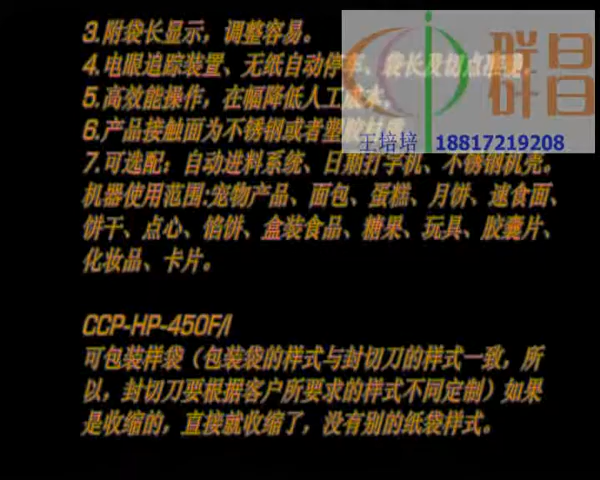 3.附袋长显示，调整容易。
4.电眼追踪装置、无纸自动停车、袋长及切点准确。
5.高效能操作，在幅降低人工成本。
6.产品接触面为不锈钢或者塑胶材质
7.可选配：自动进料系统、日期打字机、不锈钢机壳。
王培培 18817219208
机器使用范围:宠物产品、面包、蛋糕、月饼、速食面、
饼干、点心、馅饼、盒装食品、糖果、玩具、胶囊片、
化妆品、卡片。
CCP-HP-450F/I
可包装样袋（包装袋的样式与封切刀的样式一致，所
以，封切刀要根据客户所要求的样式不同定制）如果
是收缩的，直接就收缩了，没有别的纸袋样式。